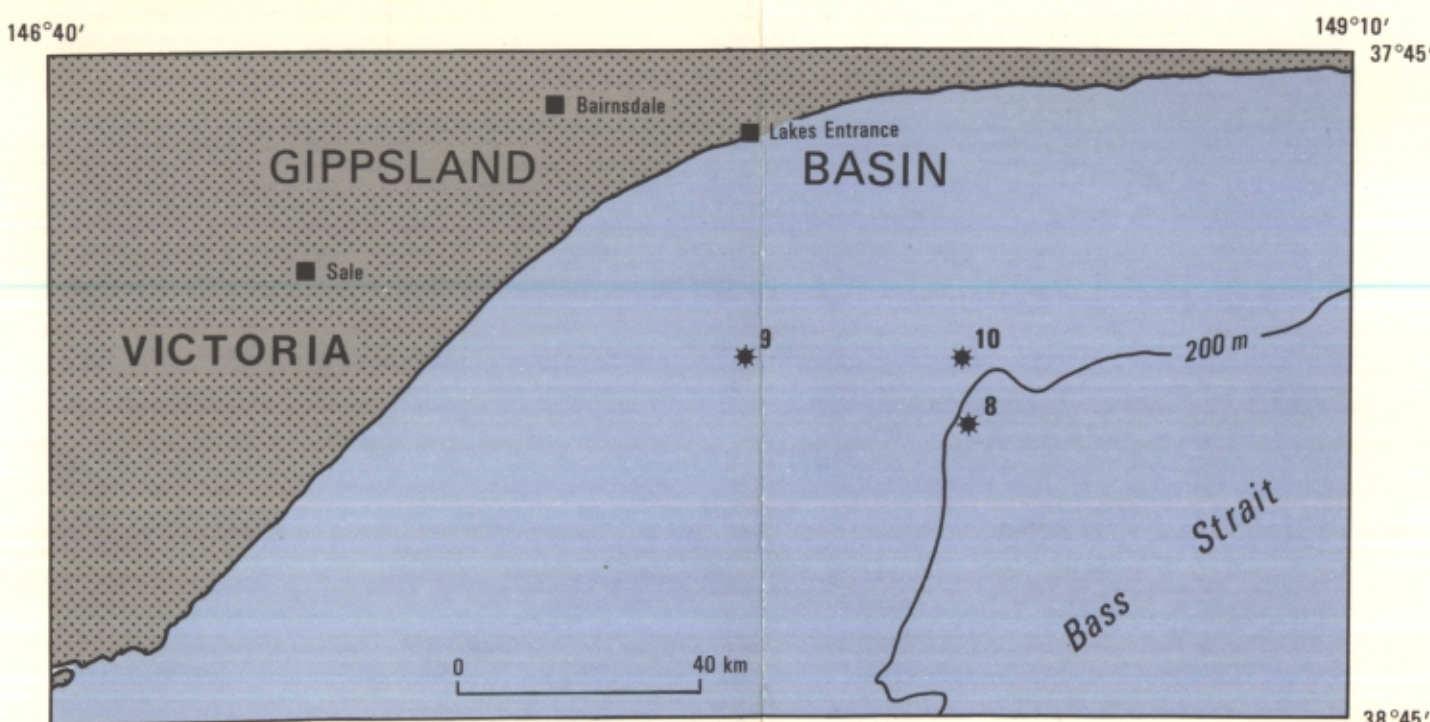 146°40′
149°10′
37°45′
Bairnsdale
Lakes Entrance
GIPPSLAND BASIN
Sale
VICTORIA
9
10
200 m
8
Strait
Bass
0 40 km
38°45′